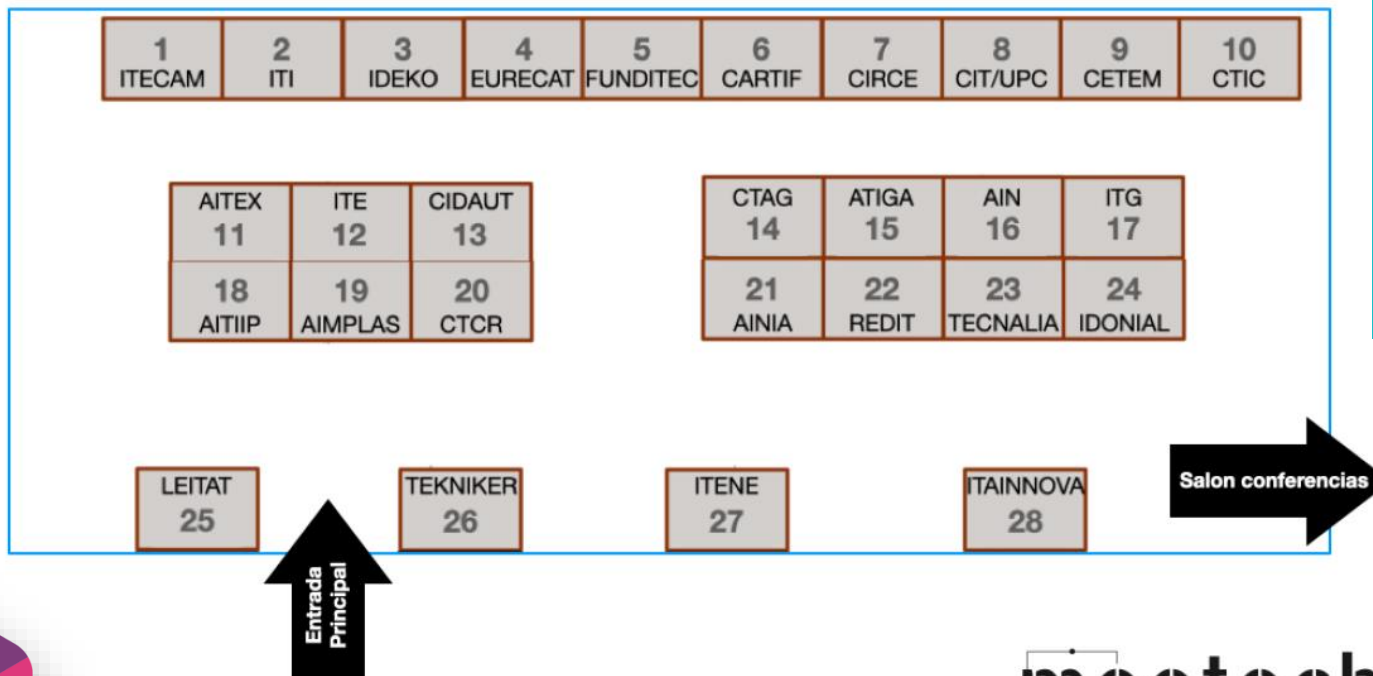 1 2 3 4 5 6 7 8 9 10
ITECAM ITI IDEKO EURECAT FUNDITEC CARTIF CIRCE CIT/UPC CETEM CTIC
AITEX ITE CIDAUT CTAG ATIGA AIN ITG
11 12 13 14 15 16 17
18 19 20 21 22 23 24
AITIIP AIMPLAS CTCR AINIA REDIT TECNALIA IDONIAL
LEITAT TEKNIKER ITENE ITAINNOVA
25 26 27 28
Salon conferencias
Entrada
Principal